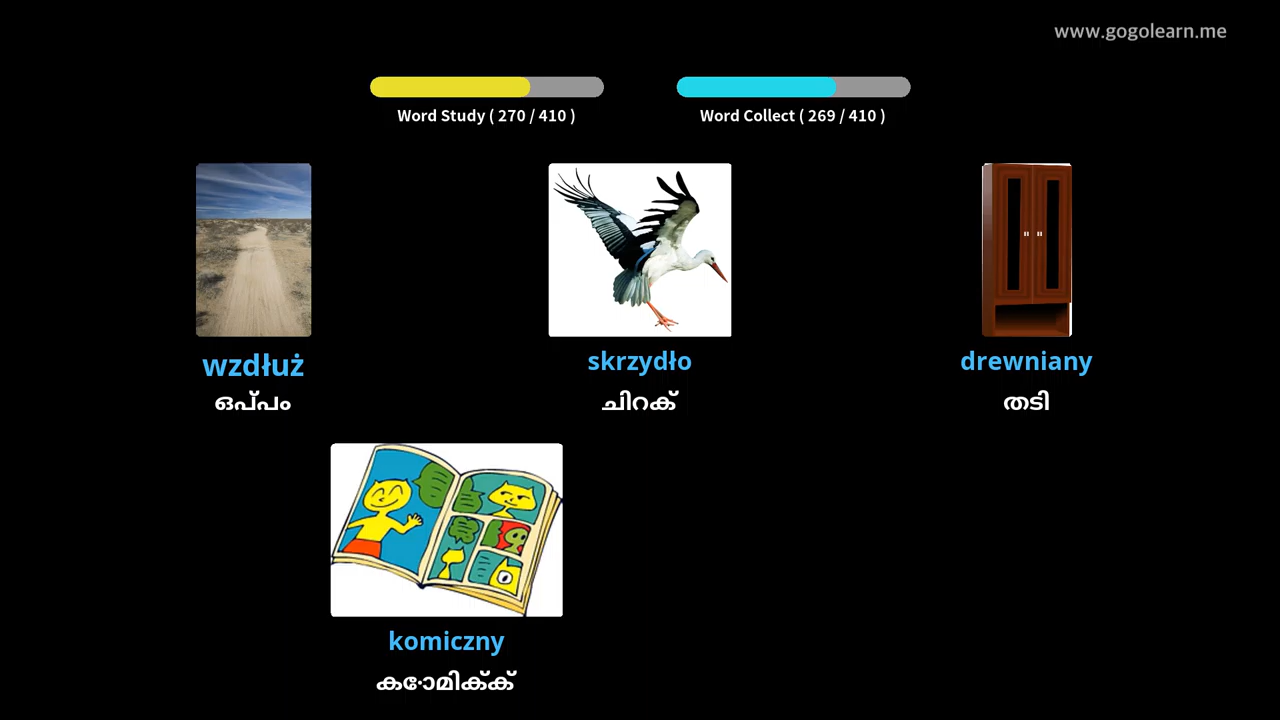 www.gogolearn.me
Word Study ( 270 / 410 )
Word Collect ( 269 / 410 )
wzdłuż
skrzydło
drewniany
ഒപ്പം
ചിറക്
തടി
komiczny
കോമിക്ക്